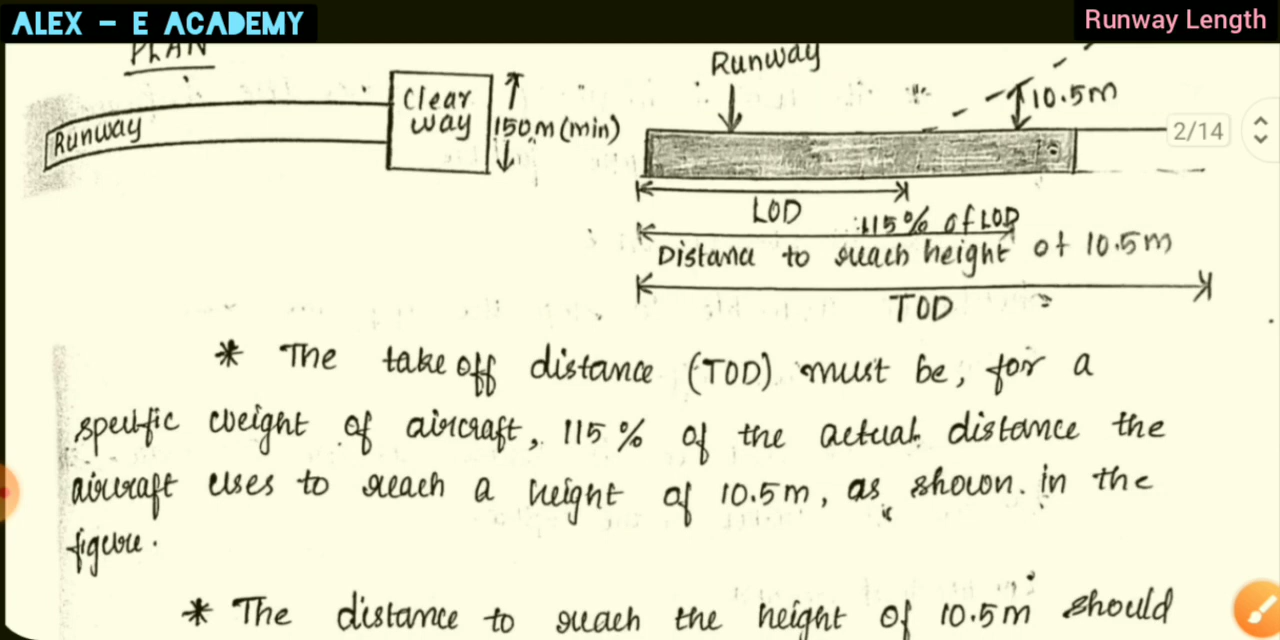 ALEX - E ACADEMY
Runway Length
PLAN
Runway
Clear
way
150m (min)
Runway
10.5m
2/14
LOD
115% of LOD
Distance to reach height of 10.5m
TOD
* The take off distance (TOD) must be, for a
specific weight of aircraft, 115% of the actual distance the
aircraft uses to reach a height of 10.5m, as shown in the
figure.
* The distance to reach the height of 10.5m should